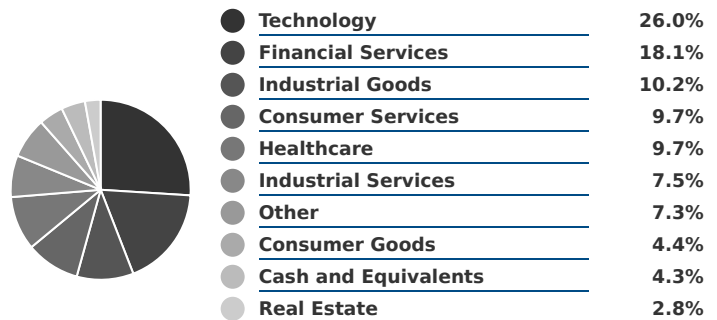 Technology 26.0%
Financial Services 18.1%
Industrial Goods 10.2%
Consumer Services 9.7%
Healthcare 9.7%
Industrial Services 7.5%
Other 7.3%
Consumer Goods 4.4%
Cash and Equivalents 4.3%
Real Estate 2.8%